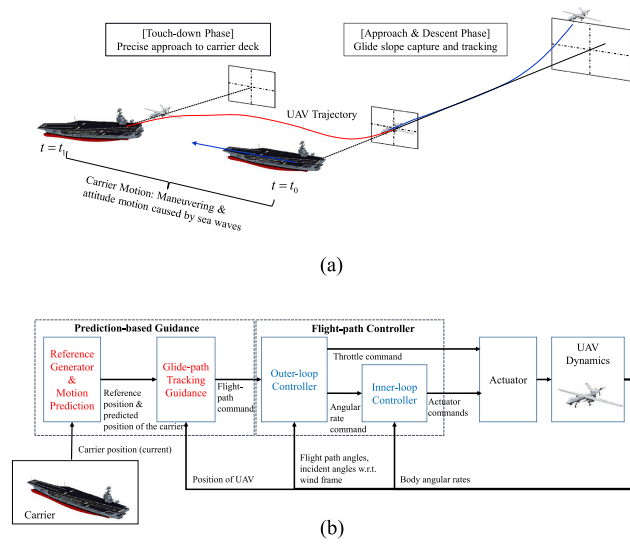 [Touch-down Phase]
Precise approach to carrier deck
[Approach & Descent Phase]
Glide slope capture and tracking
UAV Trajectory
t = t₁
t = t₀
Carrier Motion: Maneuvering &
attitude motion caused by sea waves
(a)
Prediction-based Guidance
Flight-path Controller
Reference
Generator
&
Motion
Prediction
Reference
position &
predicted
position of the carrier
Glide-path
Tracking
Guidance
Flight-
path
command
Outer-loop
Controller
Throttle command
Angular
rate
command
Inner-loop
Controller
Actuator
commands
Actuator
UAV
Dynamics
Carrier position (current)
Carrier
Position of UAV
Flight path angles,
incident angles w.r.t.
wind frame
Body angular rates
(b)